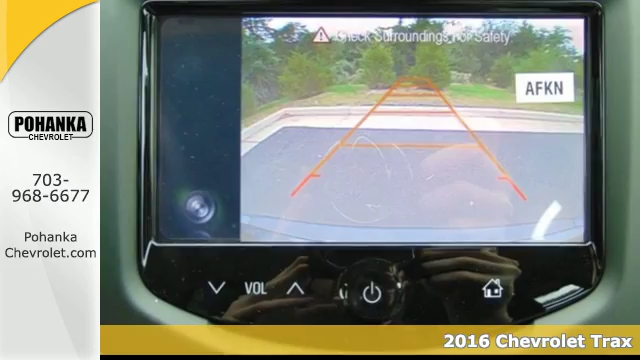 Check Surroundings For Safety
AFKN
POHANKA
CHEVROLET
703-
968-6677
Pohanka
Chevrolet.com
VOL
2016 Chevrolet Trax